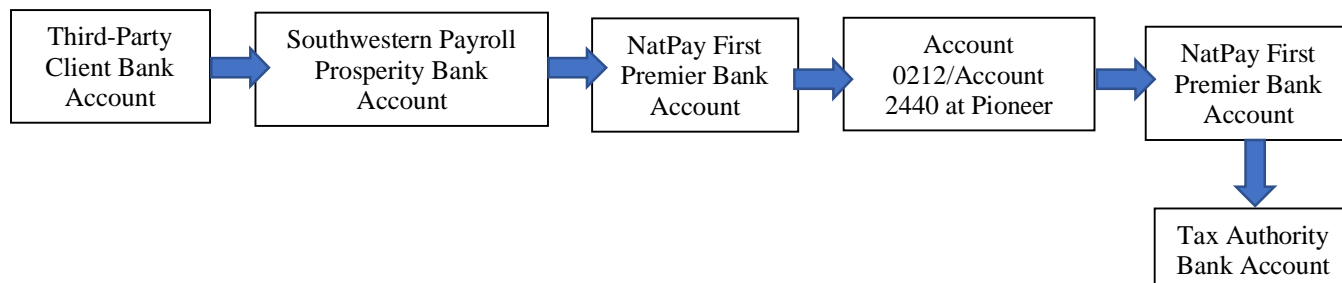 Third-Party
Client Bank
Account
Southwestern Payroll
Prosperity Bank
Account
NatPay First
Premier Bank
Account
Account
0212/Account
2440 at Pioneer
NatPay First
Premier Bank
Account
Tax Authority
Bank Account